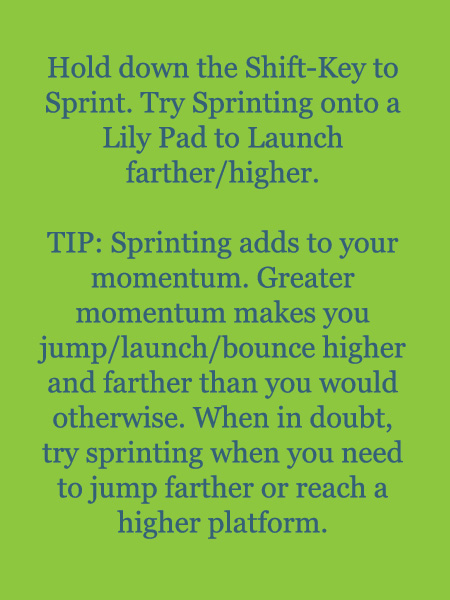 Hold down the Shift-Key to
Sprint. Try Sprinting onto a
Lily Pad to Launch
farther/higher.
TIP: Sprinting adds to your
momentum. Greater
momentum makes you
jump/launch/bounce higher
and farther than you would
otherwise. When in doubt,
try sprinting when you need
to jump farther or reach a
higher platform.